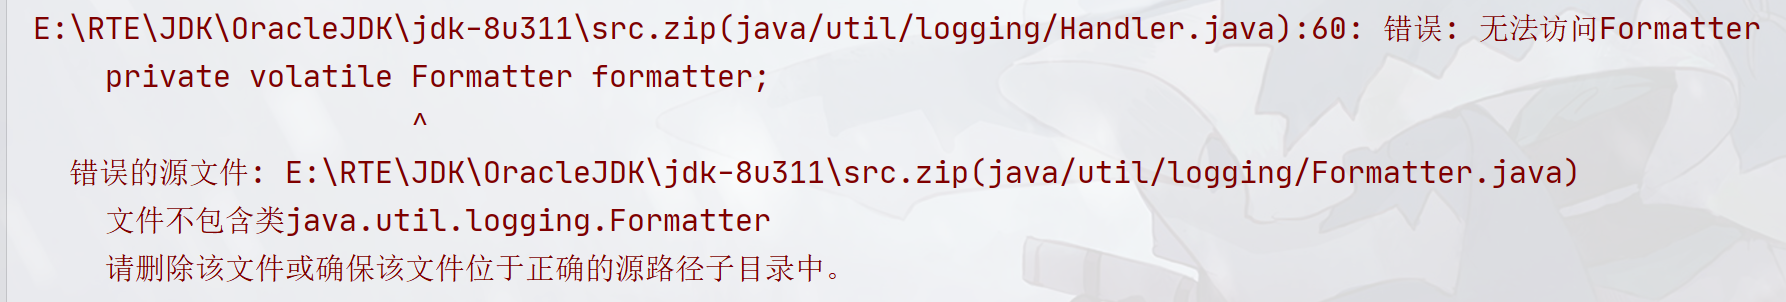 E:\RTE\JDK\OracleJDK\jdk-8u311\src.zip(java/util/logging/Handler.java):60: 错误: 无法访问Formatter
private volatile Formatter formatter;
^
错误的源文件: E:\RTE\JDK\OracleJDK\jdk-8u311\src.zip(java/util/logging/Formatter.java)
文件不包含类java.util.logging.Formatter
请删除该文件或确保该文件位于正确的源路径子目录中。